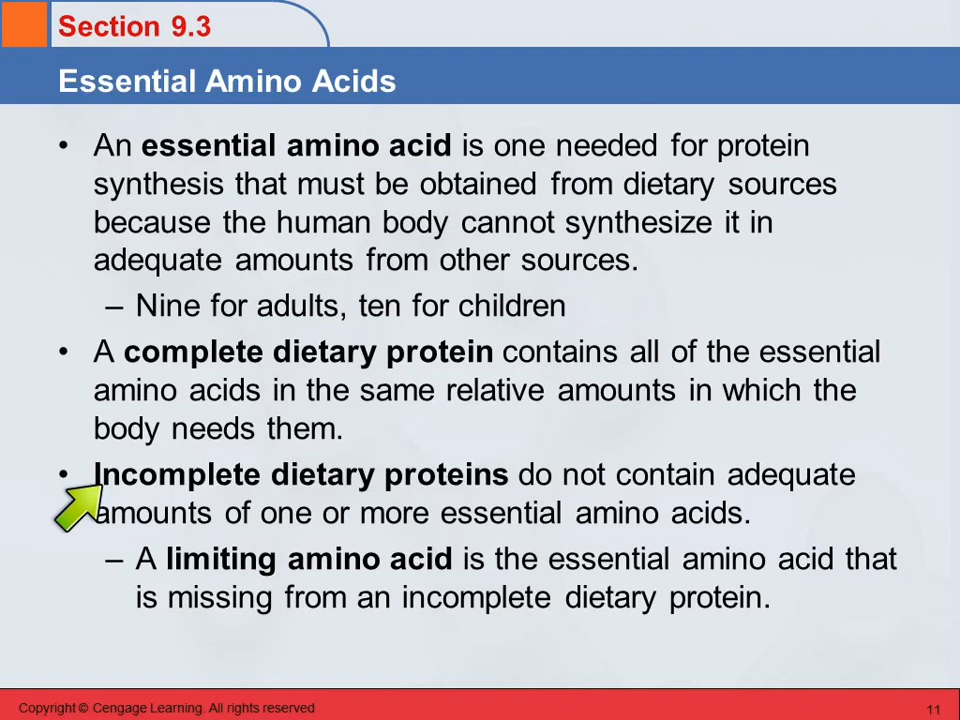 Section 9.3
Essential Amino Acids
• An essential amino acid is one needed for protein
synthesis that must be obtained from dietary sources
because the human body cannot synthesize it in
adequate amounts from other sources.
– Nine for adults, ten for children
• A complete dietary protein contains all of the essential
amino acids in the same relative amounts in which the
body needs them.
• Incomplete dietary proteins do not contain adequate
amounts of one or more essential amino acids.
– A limiting amino acid is the essential amino acid that
is missing from an incomplete dietary protein.
Copyright © Cengage Learning. All rights reserved
11